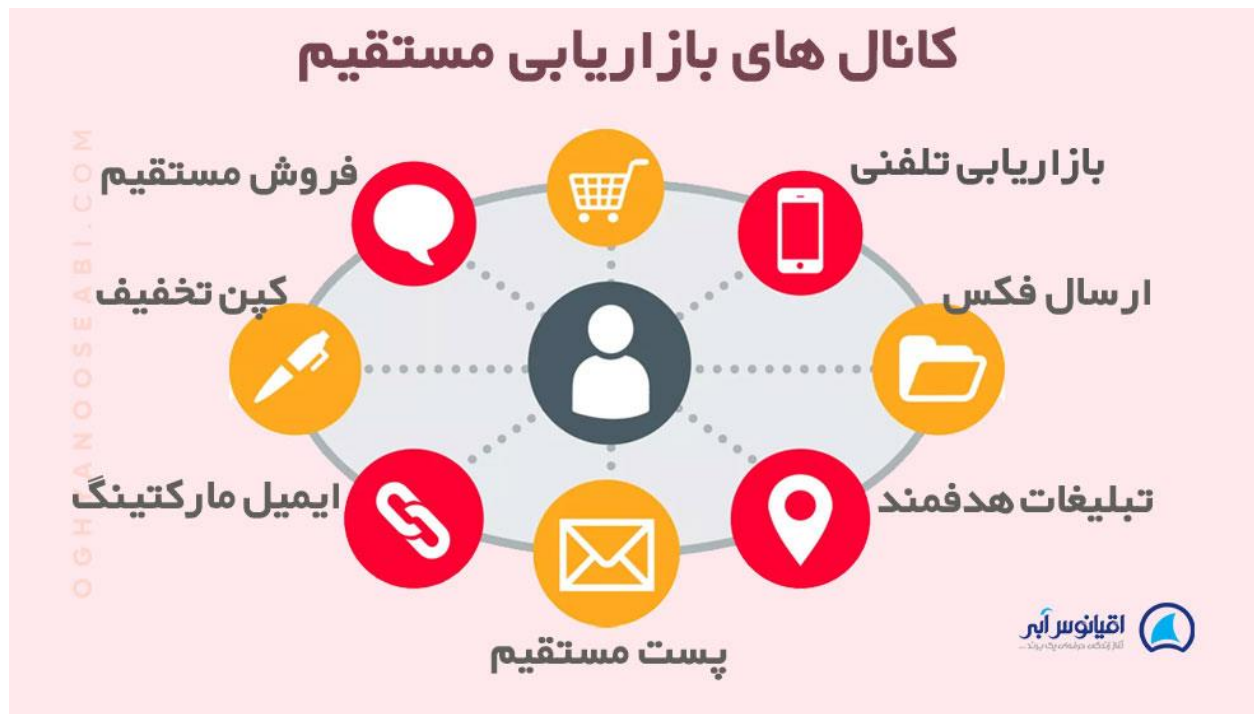 کانال های بازاریابی مستقیم
بازاریابی تلفنی
فروش مستقیم
ارسال فکس
کپن تخفیف
تبلیغات هدفمند
ایمیل مارکتینگ
پست مستقیم
اقیانوس آبی
OGHIANOOSEABI.COM